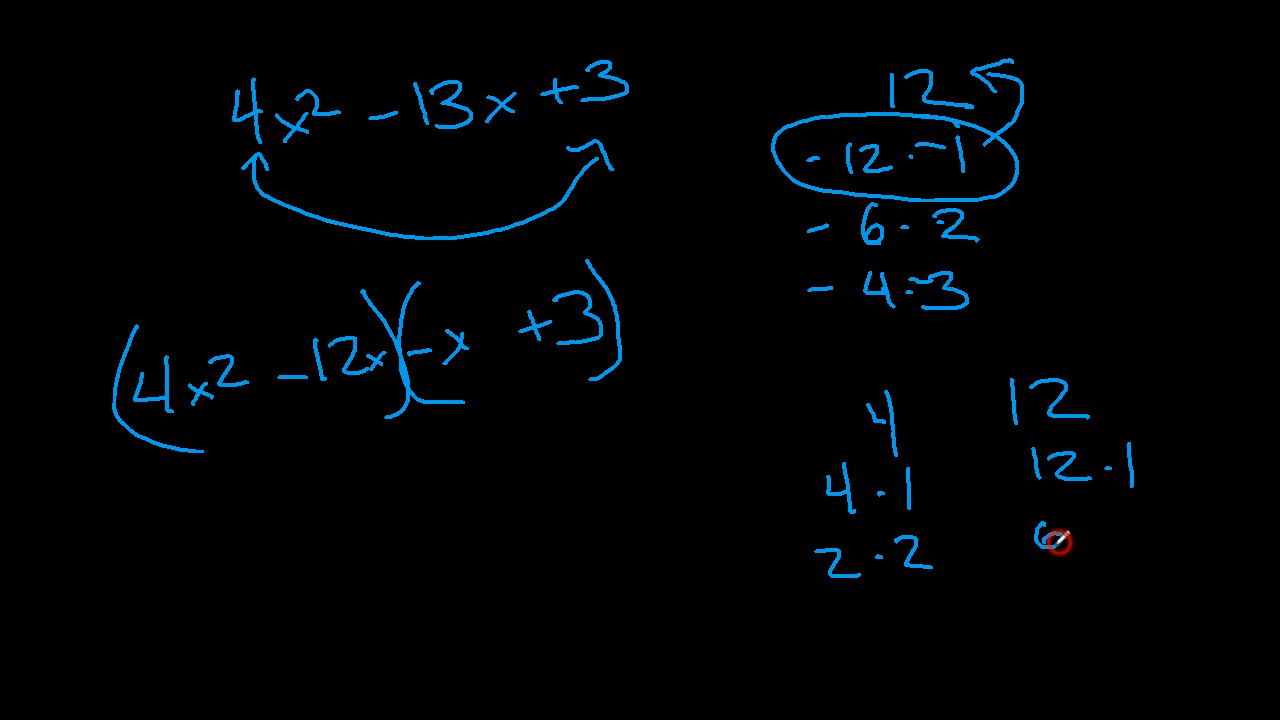 4x² - 13x + 3
(4x² - 12x)(-x + 3)
12
- 12 · -1
- 6 · 2
- 4 · -3
4
4 · 1
2 · 2
12
12 · 1
6